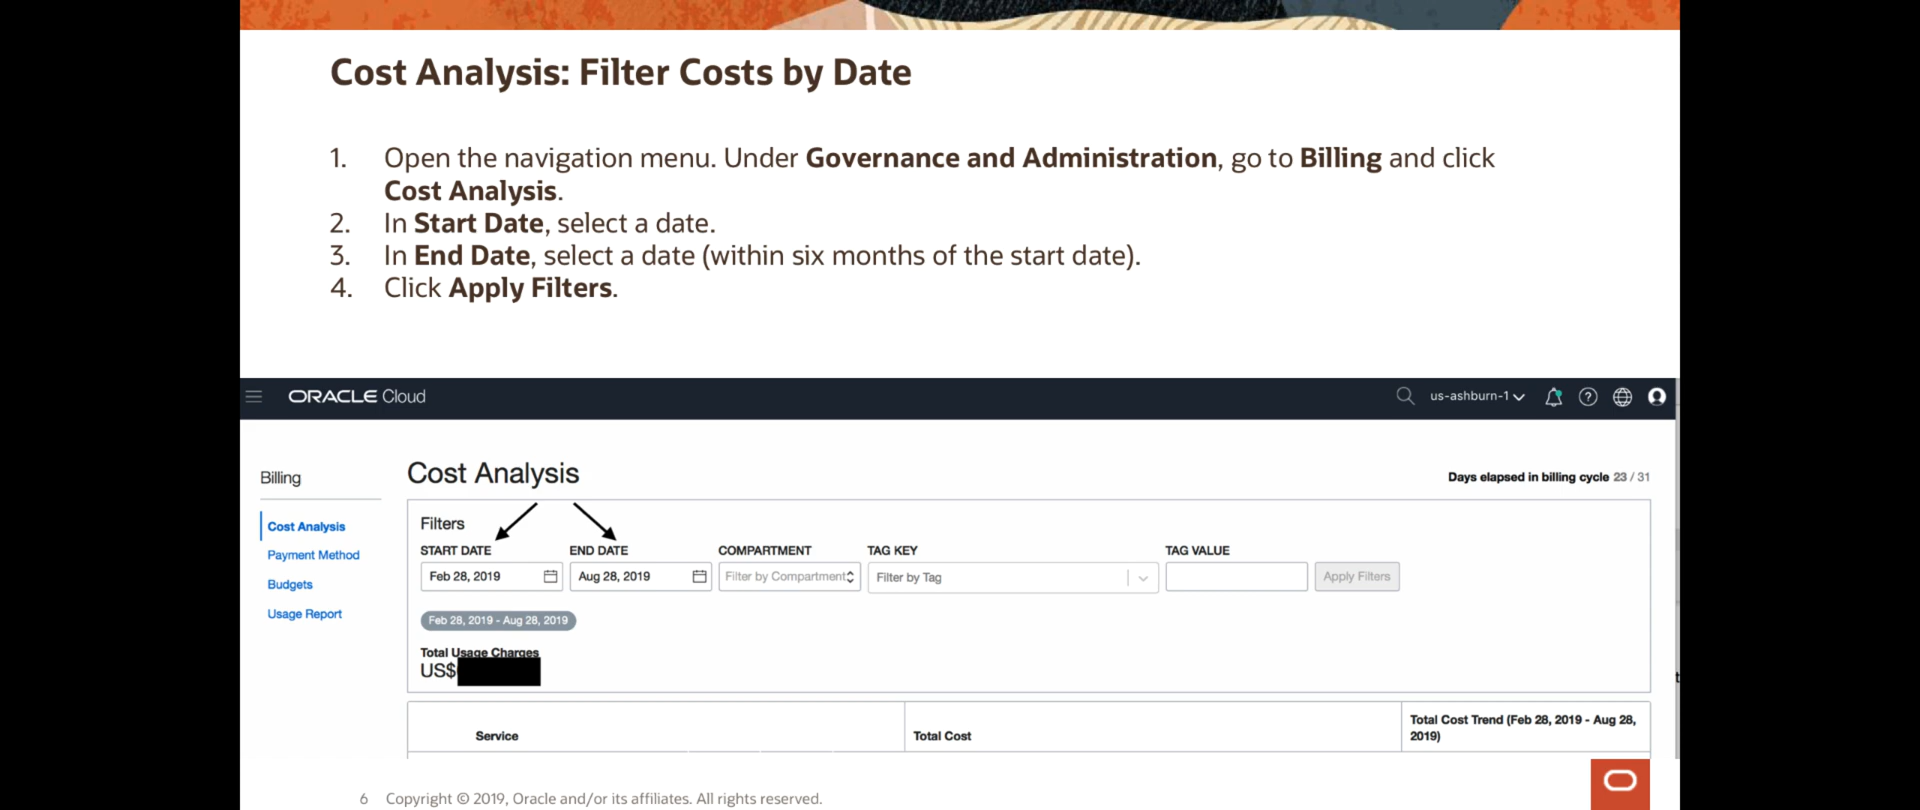 Cost Analysis: Filter Costs by Date
1. Open the navigation menu. Under Governance and Administration, go to Billing and click
Cost Analysis.
2. In Start Date, select a date.
3. In End Date, select a date (within six months of the start date).
4. Click Apply Filters.
ORACLE Cloud
us-ashburn-1
Billing
Cost Analysis
Days elapsed in billing cycle 23 / 31
Cost Analysis
Payment Method
Budgets
Usage Report
Filters
START DATE END DATE COMPARTMENT TAG KEY TAG VALUE
Feb 28, 2019 Aug 28, 2019 Filter by Compartment Filter by Tag Apply Filters
Feb 28, 2019 - Aug 28, 2019
Total Usage Charges
US$
Service Total Cost Total Cost Trend (Feb 28, 2019 - Aug 28,
2019)
6 Copyright © 2019, Oracle and/or its affiliates. All rights reserved.